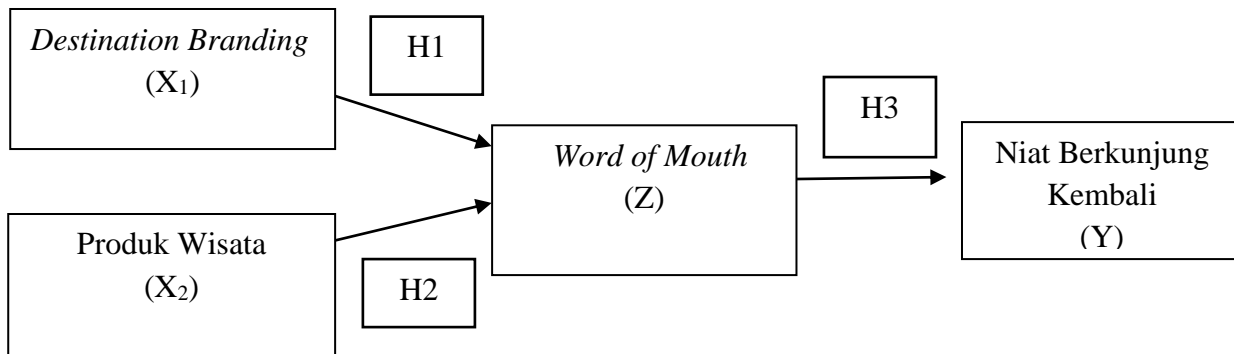 Destination Branding
(X₁)
H1
Produk Wisata
(X₂)
H2
Word of Mouth
(Z)
H3
Niat Berkunjung
Kembali
(Y)